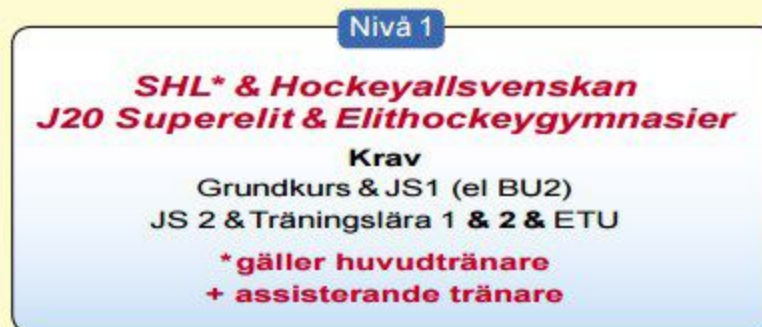 Nivå 1
SHL* & Hockeyallsvenskan
J20 Superelit & Elithockeygymnasier
Krav
Grundkurs & JS1 (el BU2)
JS 2 & Träningslära 1 & 2 & ETU
*gäller huvudtränare
+ assisterande tränare